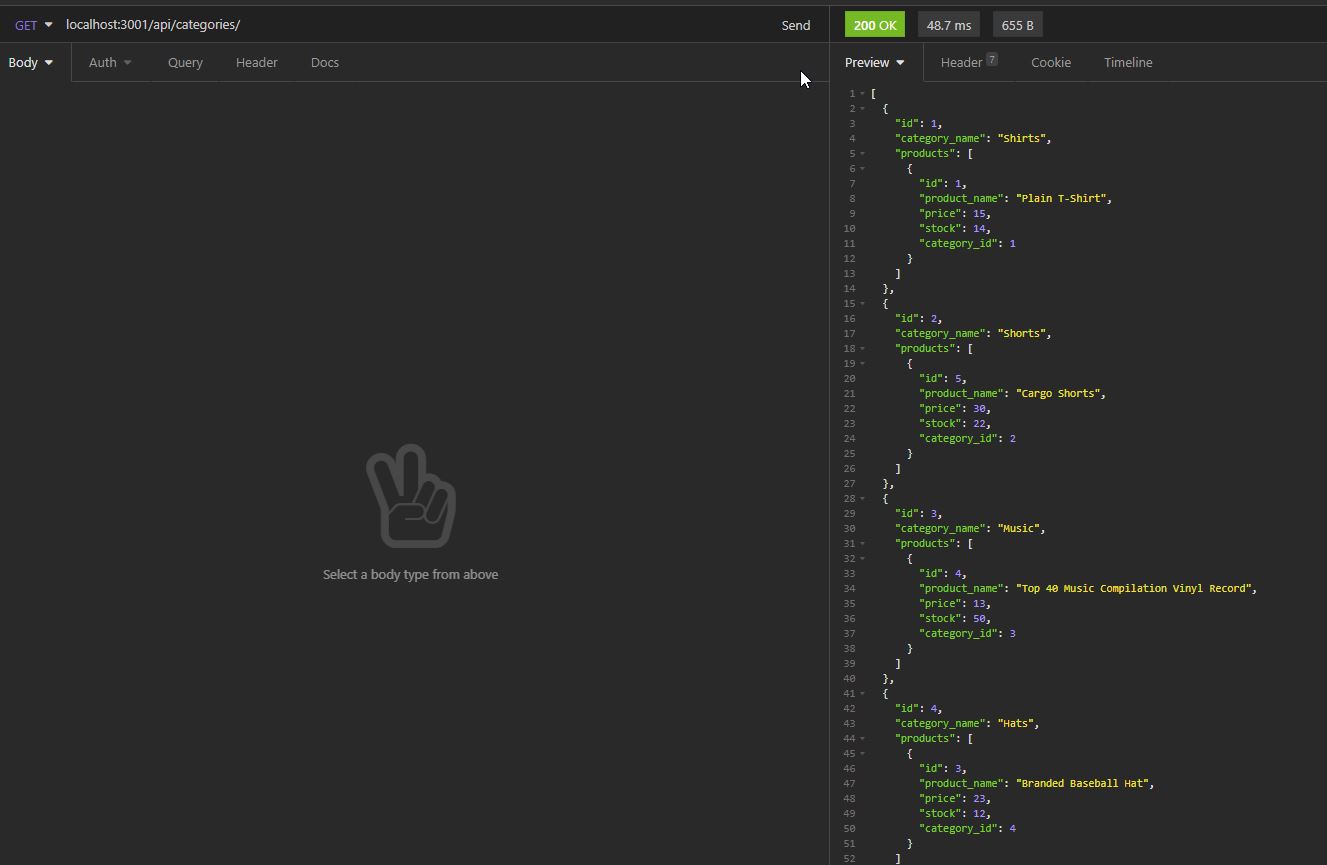 GET localhost:3001/api/categories/ Send
200 OK 48.7 ms 655 B
Body Auth Query Header Docs
Preview Header 7 Cookie Timeline
Select a body type from above
1 [
2 {
3 "id": 1,
4 "category_name": "Shirts",
5 "products": [
6 {
7 "id": 1,
8 "product_name": "Plain T-Shirt",
9 "price": 15,
10 "stock": 14,
11 "category_id": 1
12 }
13 ]
14 },
15 {
16 "id": 2,
17 "category_name": "Shorts",
18 "products": [
19 {
20 "id": 5,
21 "product_name": "Cargo Shorts",
22 "price": 30,
23 "stock": 22,
24 "category_id": 2
25 }
26 ]
27 },
28 {
29 "id": 3,
30 "category_name": "Music",
31 "products": [
32 {
33 "id": 4,
34 "product_name": "Top 40 Music Compilation Vinyl Record",
35 "price": 13,
36 "stock": 50,
37 "category_id": 3
38 }
39 ]
40 },
41 {
42 "id": 4,
43 "category_name": "Hats",
44 "products": [
45 {
46 "id": 3,
47 "product_name": "Branded Baseball Hat",
48 "price": 23,
49 "stock": 12,
50 "category_id": 4
51 }
52 ]